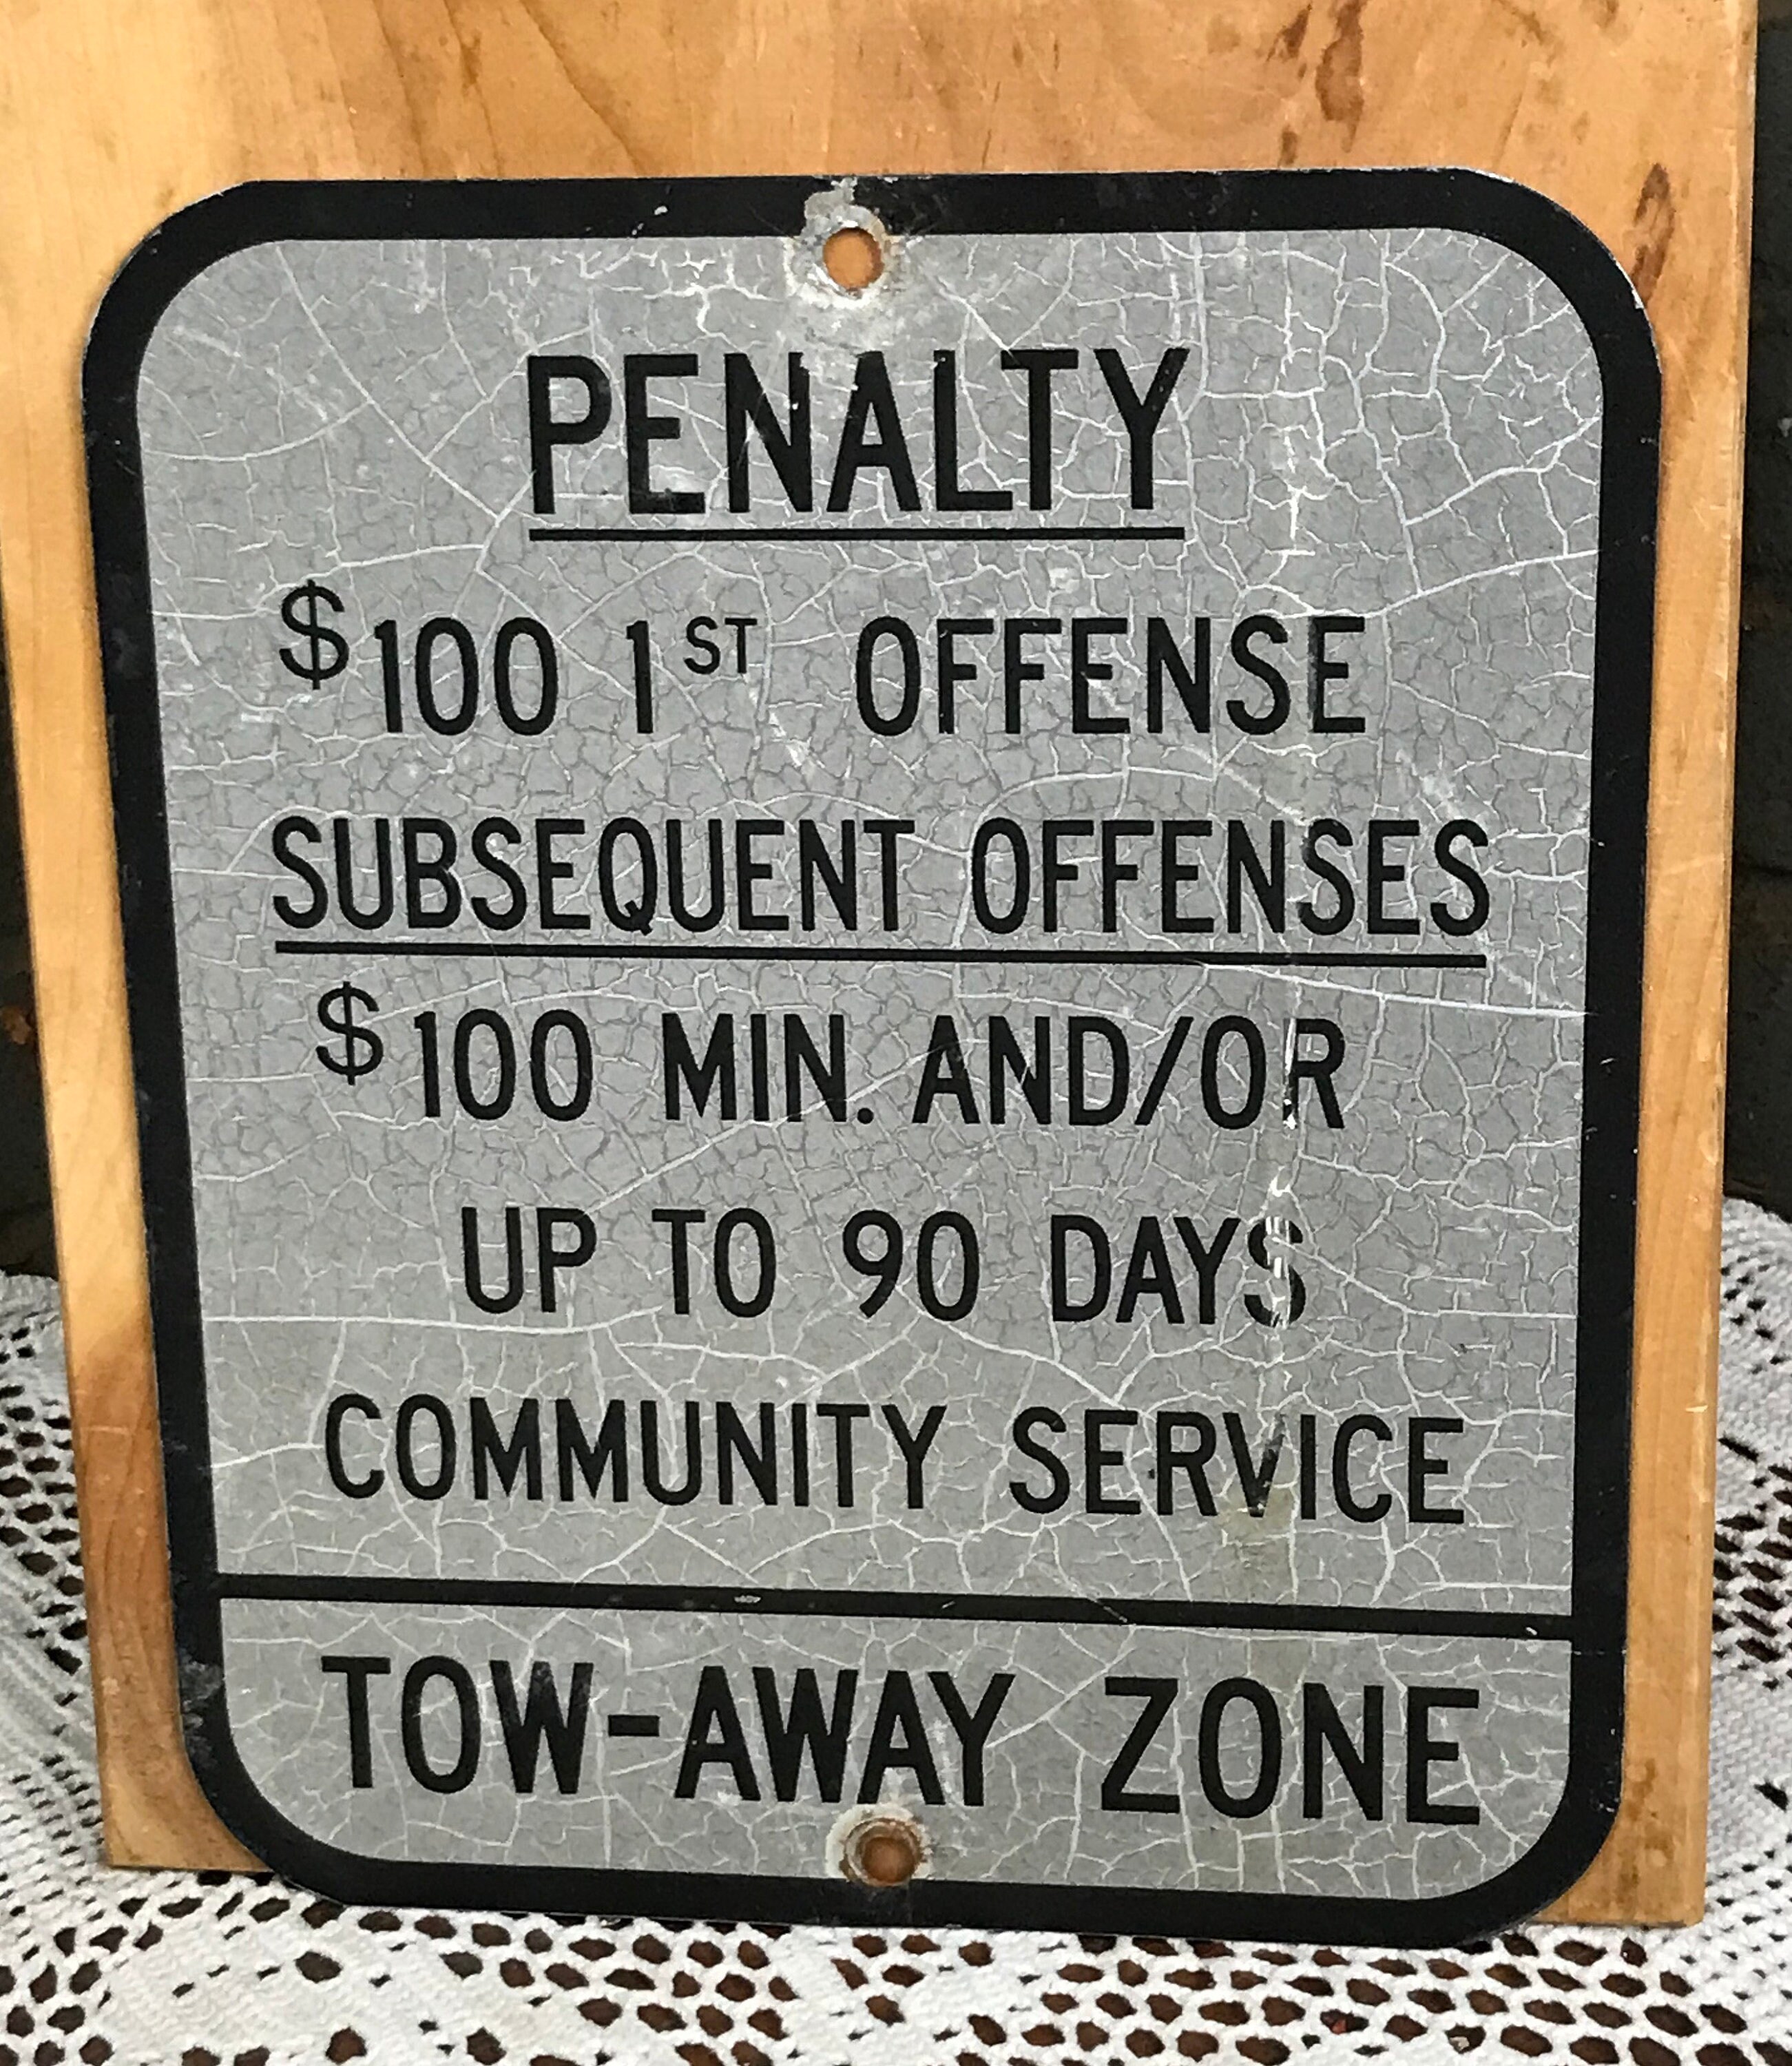 PENALTY
$100 1ST OFFENSE
SUBSEQUENT OFFENSES
$100 MIN. AND/OR
UP TO 90 DAYS
COMMUNITY SERVICE
TOW-AWAY ZONE